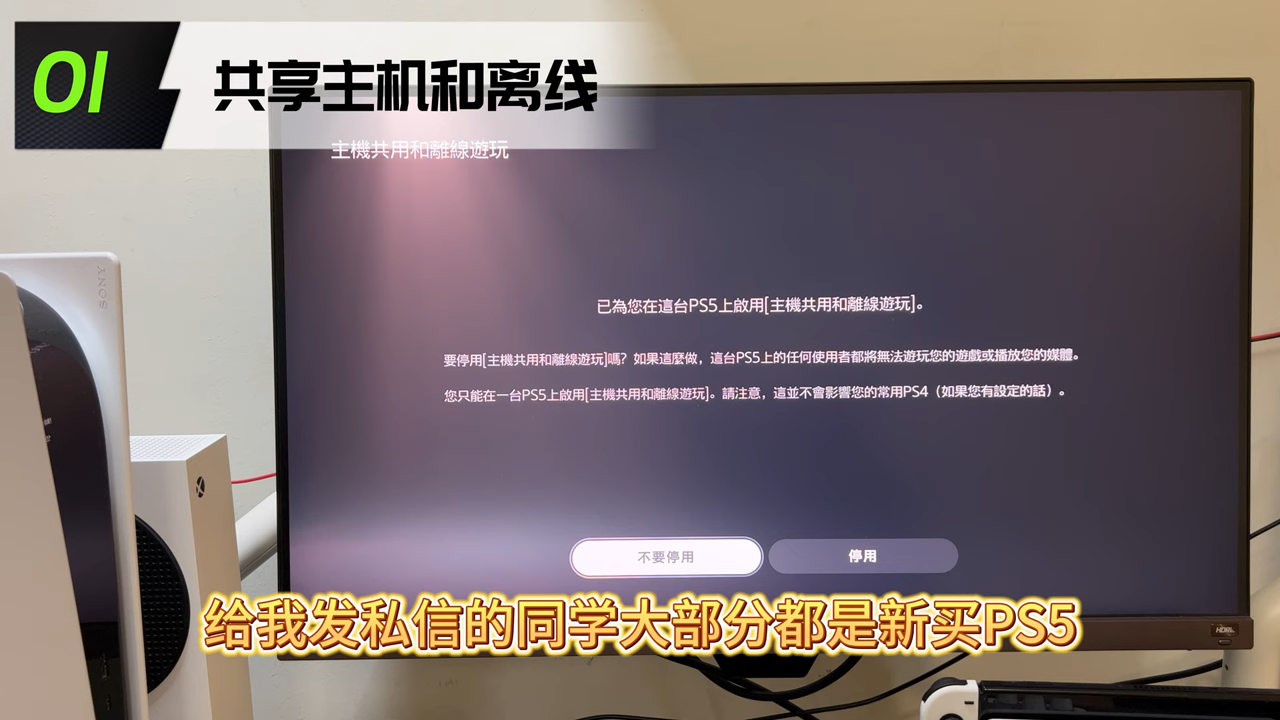 01
共享主机和离线
主機共用和離線遊玩
SONY
已為您在這台PS5上啟用[主機共用和離線遊玩]。
要停用[主機共用和離線遊玩]嗎？如果這麼做，這台PS5上的任何使用者都將無法遊玩您的遊戲或播放您的媒體。
您只能在一台PS5上啟用[主機共用和離線遊玩]。請注意，這並不會影響您的常用PS4（如果您有設定的話）。
不要停用
停用
给我发私信的同学大部分都是新买PS5
HDR